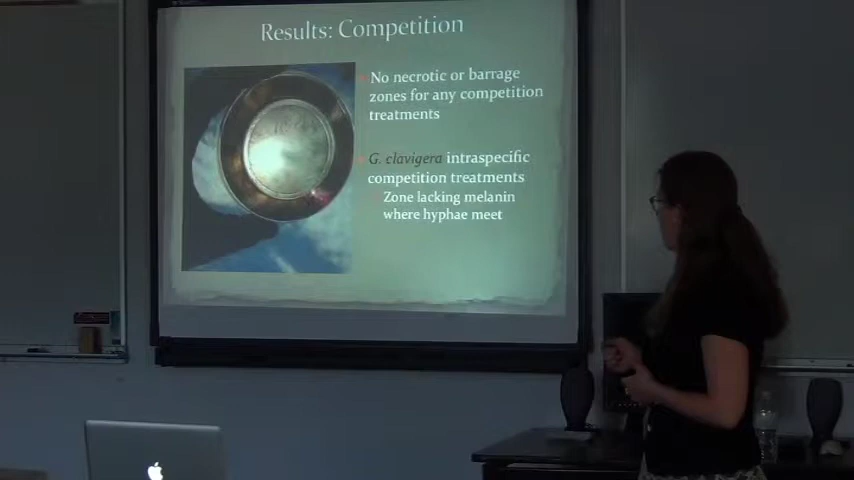 Results: Competition
No necrotic or barrage
zones for any competition
treatments
G. clavigera intraspecific
competition treatments
Zone lacking melanin
where hyphae meet